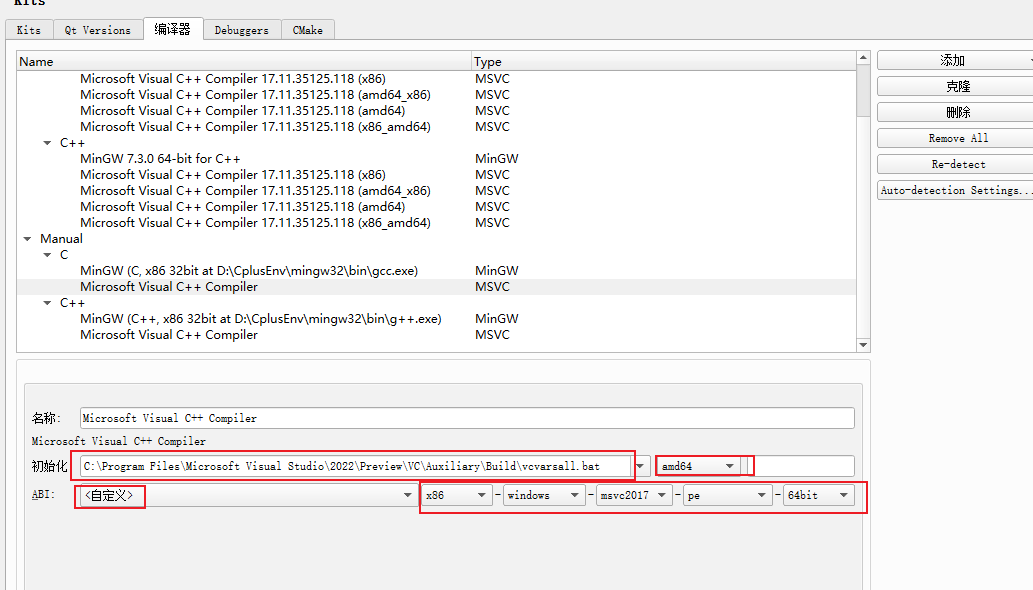 Kits
Kits Qt Versions 编译器 Debuggers CMake
Name Type
Microsoft Visual C++ Compiler 17.11.35125.118 (x86) MSVC
Microsoft Visual C++ Compiler 17.11.35125.118 (amd64_x86) MSVC
Microsoft Visual C++ Compiler 17.11.35125.118 (amd64) MSVC
Microsoft Visual C++ Compiler 17.11.35125.118 (x86_amd64) MSVC
C++
MinGW 7.3.0 64-bit for C++ MinGW
Microsoft Visual C++ Compiler 17.11.35125.118 (x86) MSVC
Microsoft Visual C++ Compiler 17.11.35125.118 (amd64_x86) MSVC
Microsoft Visual C++ Compiler 17.11.35125.118 (amd64) MSVC
Microsoft Visual C++ Compiler 17.11.35125.118 (x86_amd64) MSVC
Manual
C
MinGW (C, x86 32bit at D:\CplusEnv\mingw32\bin\gcc.exe) MinGW
Microsoft Visual C++ Compiler MSVC
C++
MinGW (C++, x86 32bit at D:\CplusEnv\mingw32\bin\g++.exe) MinGW
Microsoft Visual C++ Compiler MSVC
添加
克隆
删除
Remove All
Re-detect
Auto-detection Settings...
名称: Microsoft Visual C++ Compiler
Microsoft Visual C++ Compiler
初始化 C:\Program Files\Microsoft Visual Studio\2022\Preview\VC\Auxiliary\Build\vcvarsall.bat amd64
ABI: <自定义> x86 - windows - msvc2017 - pe - 64bit